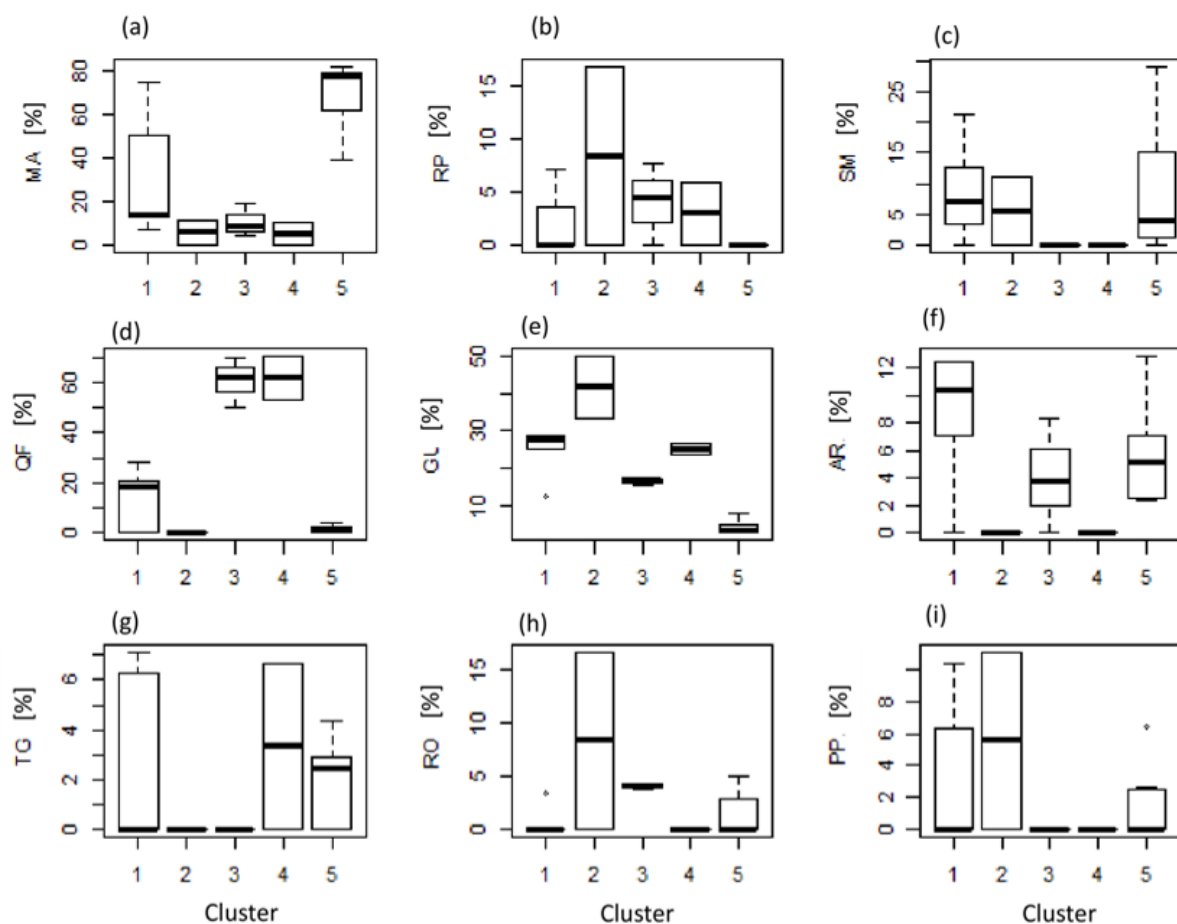 (a) (b) (c)
MA [%] 0 20 40 60 80
RP [%] 0 5 10 15
SM [%] 0 5 15 25
1 2 3 4 5 1 2 3 4 5 1 2 3 4 5
(d) (e) (f)
QF [%] 0 20 40 60
GL [%] 10 30 50
AR. [%] 0 2 4 6 8 12
1 2 3 4 5 1 2 3 4 5 1 2 3 4 5
(g) (h) (i)
TG [%] 0 2 4 6
RO [%] 0 5 10 15
PP. [%] 0 2 4 6 8
1 2 3 4 5 1 2 3 4 5 1 2 3 4 5
Cluster Cluster Cluster